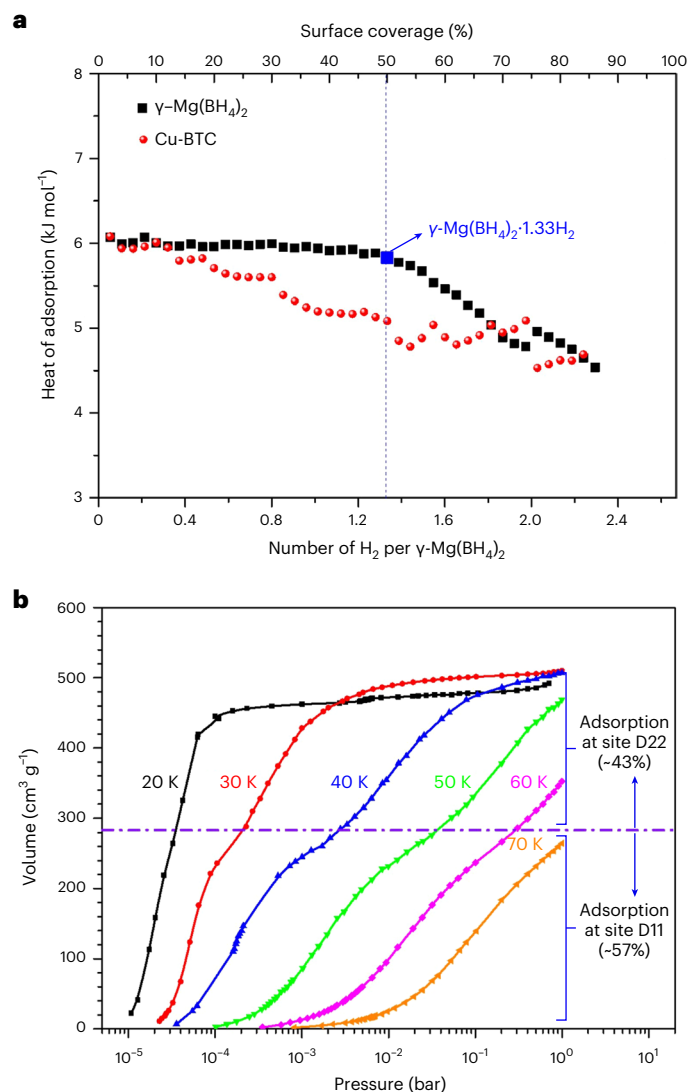 a
Surface coverage (%)
0 10 20 30 40 50 60 70 80 90 100
8
γ–Mg(BH₄)₂
Cu-BTC
7
γ-Mg(BH₄)₂·1.33H₂
6
5
4
3
Heat of adsorption (kJ mol⁻¹)
0 0.4 0.8 1.2 1.6 2.0 2.4
Number of H₂ per γ-Mg(BH₄)₂
b
600
500
Adsorption
at site D22
(~43%)
400
20 K 30 K 40 K 50 K 60 K
300
70 K
200
Adsorption
at site D11
(~57%)
100
0
Volume (cm³ g⁻¹)
10⁻⁵ 10⁻⁴ 10⁻³ 10⁻² 10⁻¹ 10⁰ 10¹
Pressure (bar)